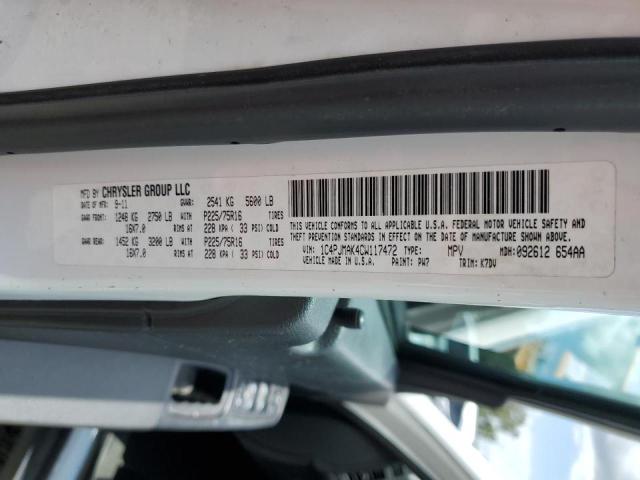 MFD BY CHRYSLER GROUP LLC
DATE OF MFR: 9-11 GVWR: 2541 KG 5600 LB
GAWR FRONT: 1248 KG 2750 LB WITH P225/75R16 TIRES
16X7.0 RIMS AT 228 KPA ( 33 PSI) COLD
GAWR REAR: 1452 KG 3200 LB WITH P225/75R16 TIRES
16X7.0 RIMS AT 228 KPA ( 33 PSI) COLD
THIS VEHICLE CONFORMS TO ALL APPLICABLE U.S.A. FEDERAL MOTOR VEHICLE SAFETY AND
THEFT PREVENTION STANDARDS IN EFFECT ON THE DATE OF MANUFACTURE SHOWN ABOVE.
VIN: 1C4PJMAK4CW117472 TYPE: MPV MDH: 092612 654AA
VEHICLE MADE IN U.S.A. PAINT: PW7 TRIM: K7DV